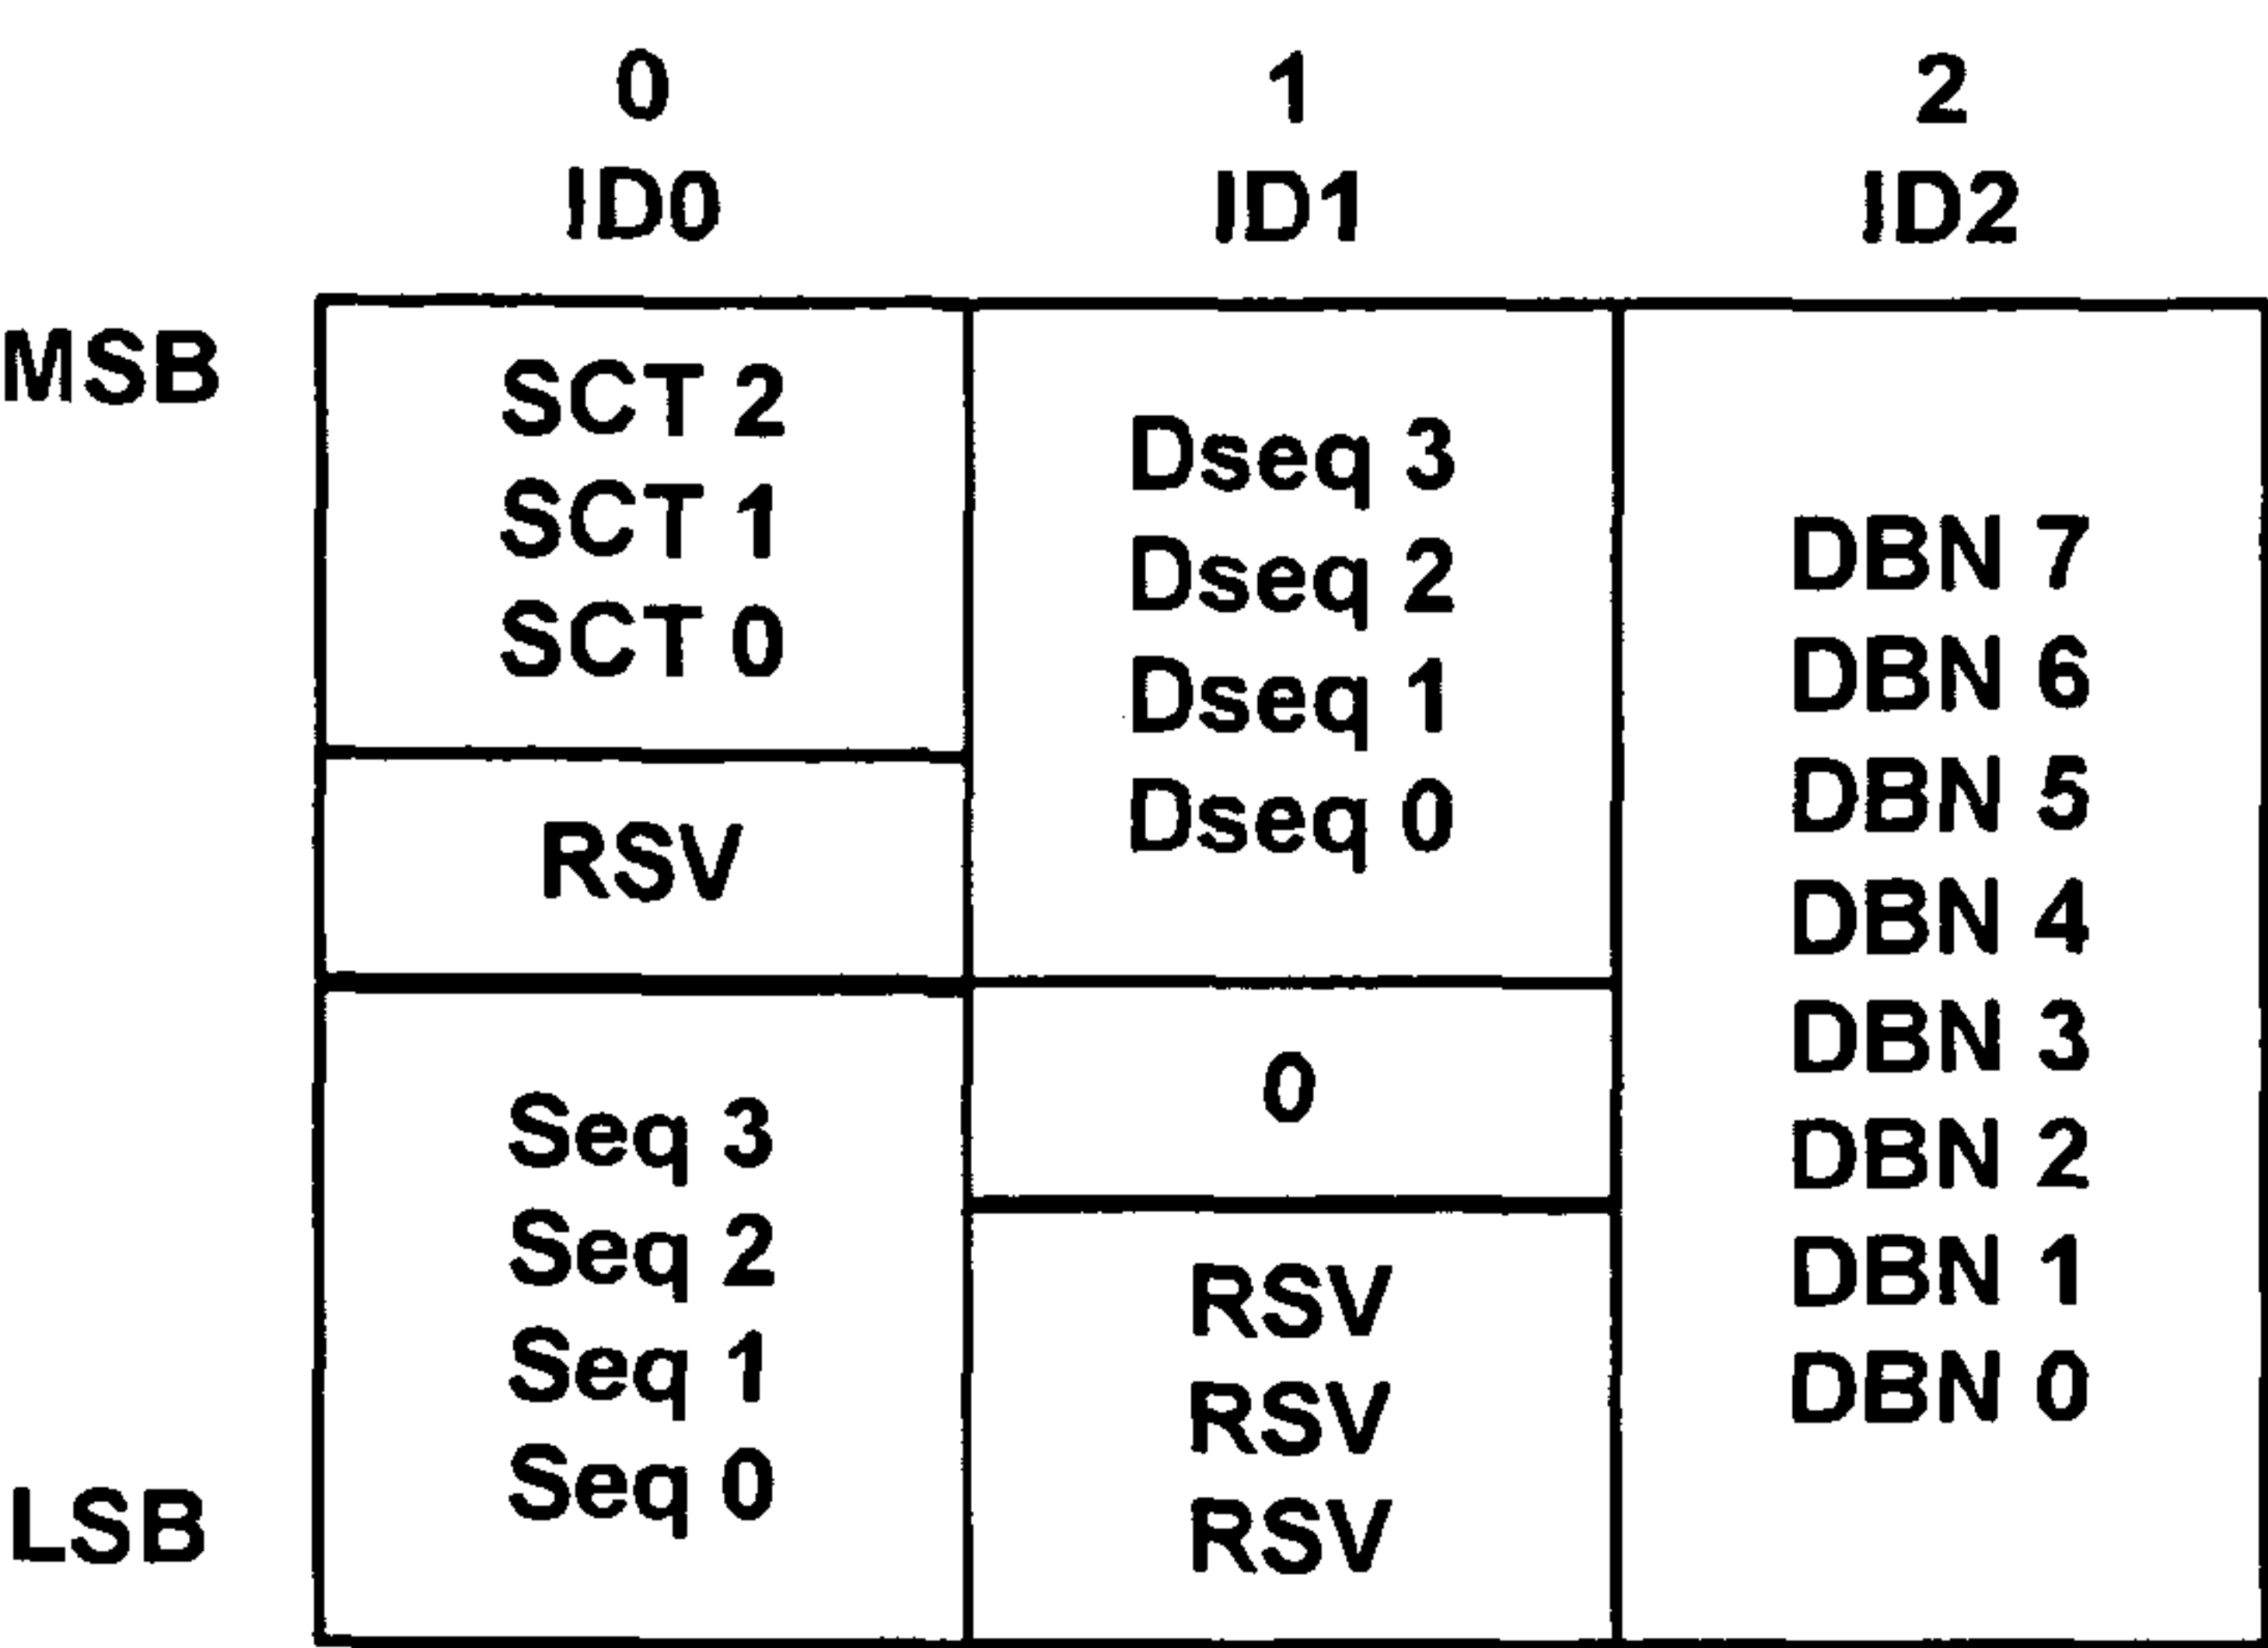 0 1 2
ID0 ID1 ID2
MSB
SCT 2
SCT 1
SCT 0
RSV
Seq 3
Seq 2
Seq 1
Seq 0
LSB
Dseq 3
Dseq 2
Dseq 1
Dseq 0
0
RSV
RSV
RSV
DBN 7
DBN 6
DBN 5
DBN 4
DBN 3
DBN 2
DBN 1
DBN 0